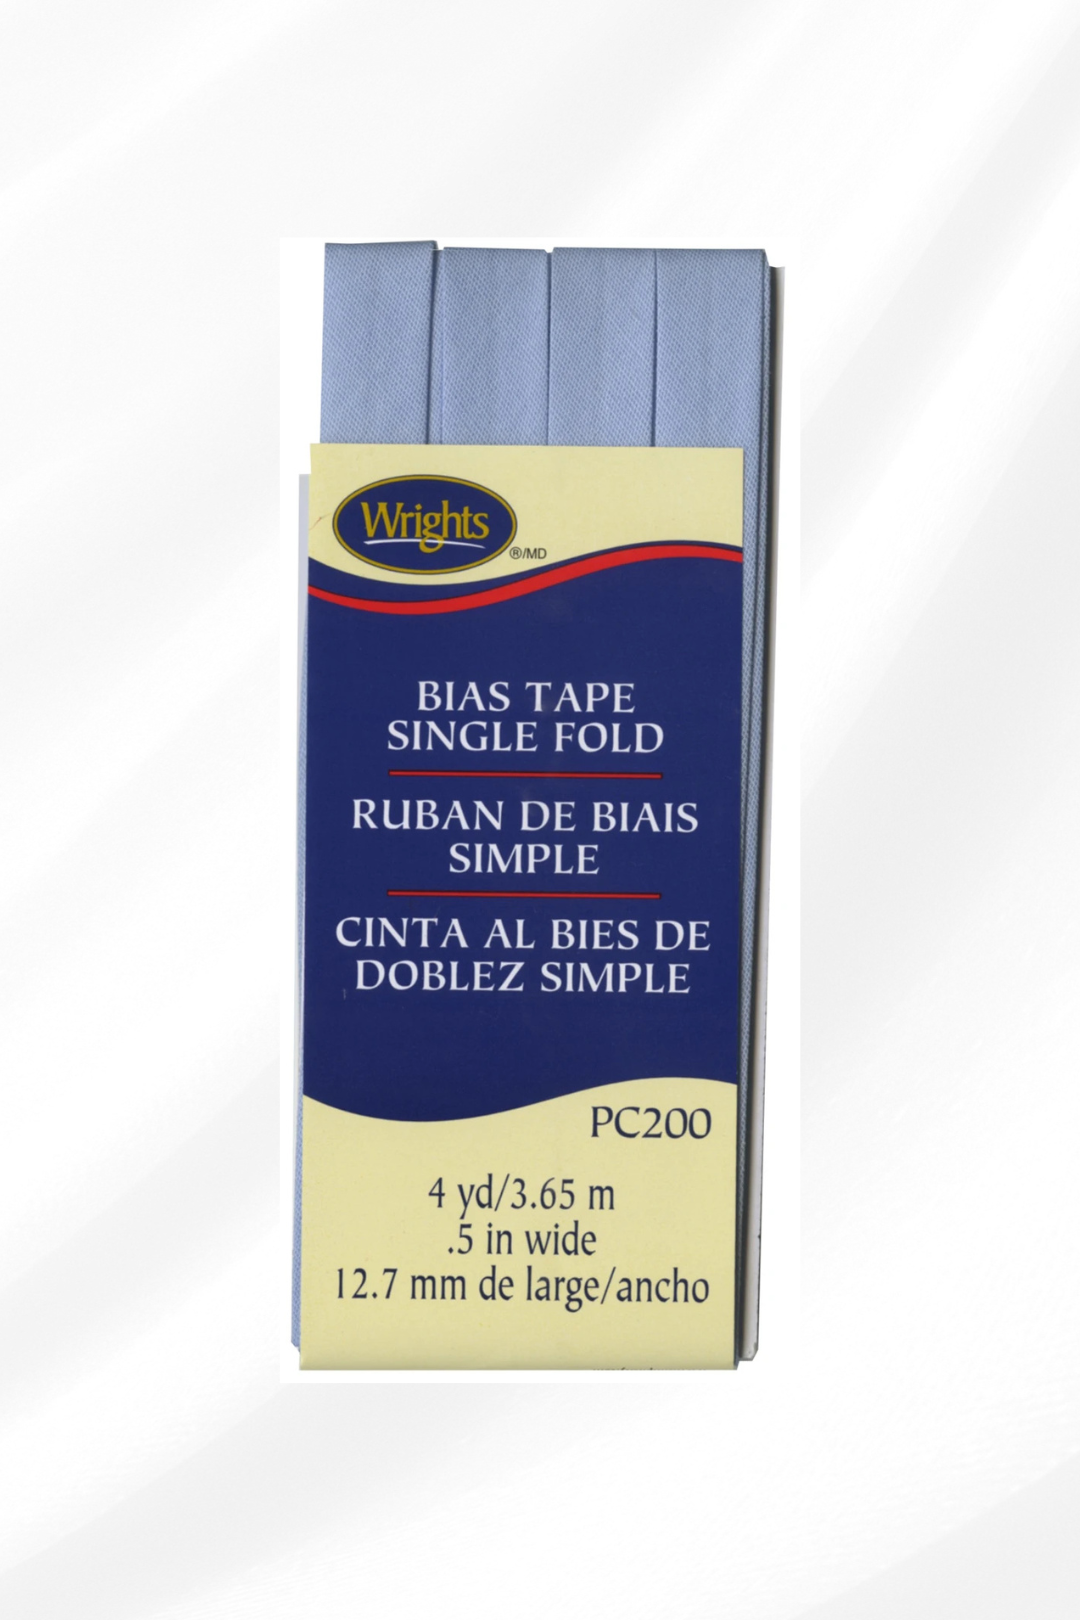 Wrights
®/MD
BIAS TAPE
SINGLE FOLD
RUBAN DE BIAIS
SIMPLE
CINTA AL BIES DE
DOBLEZ SIMPLE
PC200
4 yd/3.65 m
.5 in wide
12.7 mm de large/ancho